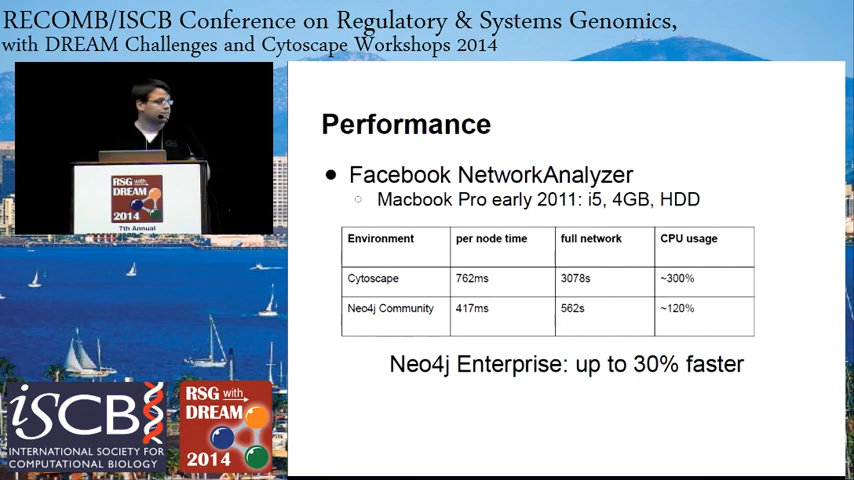 RECOMB/ISCB Conference on Regulatory & Systems Genomics,
with DREAM Challenges and Cytoscape Workshops 2014
RSG with
DREAM
2014
7th Annual
Performance
● Facebook NetworkAnalyzer
○ Macbook Pro early 2011: i5, 4GB, HDD
Environment per node time full network CPU usage
Cytoscape 762ms 3078s ~300%
Neo4j Community 417ms 562s ~120%
Neo4j Enterprise: up to 30% faster
iSCB
INTERNATIONAL SOCIETY FOR
COMPUTATIONAL BIOLOGY
RSG with
DREAM
2014